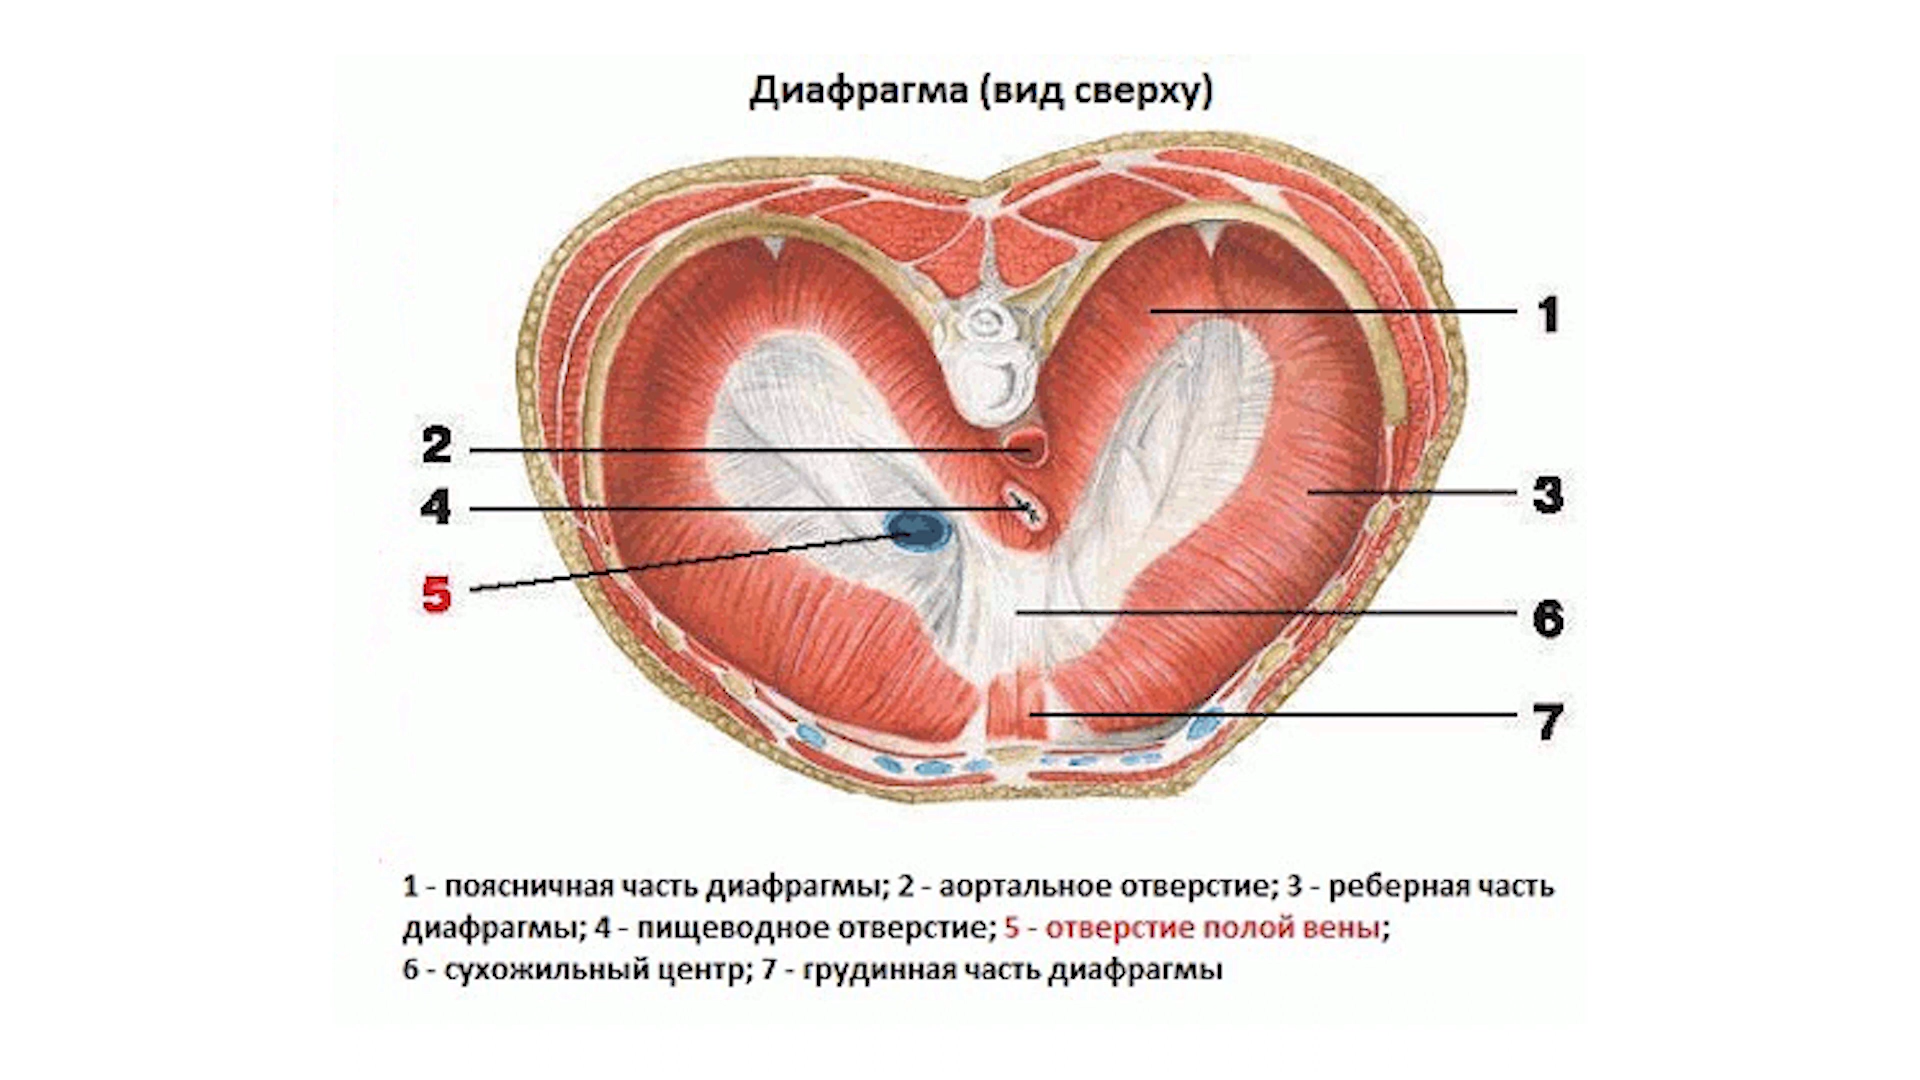 Диафрагма (вид сверху)
1
2
4
3
5
6
7
1 - поясничная часть диафрагмы; 2 - аортальное отверстие; 3 - реберная часть
диафрагмы; 4 - пищеводное отверстие; 5 - отверстие полой вены;
6 - сухожильный центр; 7 - грудинная часть диафрагмы